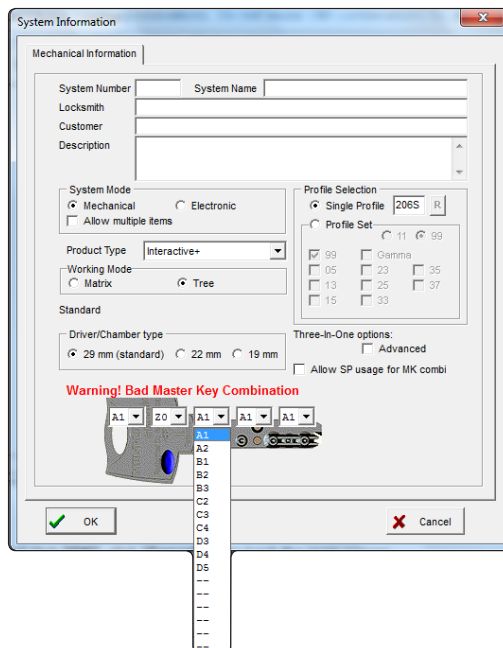 System Information
x
Mechanical Information
System Number System Name
Locksmith
Customer
Description
System Mode
Mechanical Electronic
Allow multiple items
Profile Selection
Single Profile 206S R
Profile Set
11 99
99 Gamma
05 23 35
13 25 37
15 33
Product Type Interactive+
Working Mode
Matrix Tree
Standard
Driver/Chamber type
29 mm (standard) 22 mm 19 mm
Three-In-One options:
Advanced
Allow SP usage for MK combi
Warning! Bad Master Key Combination
A1 Z0 A1 A1 A1
A1
A2
B1
B2
B3
C2
C3
C4
D3
D4
D5
--
--
--
--
--
OK Cancel